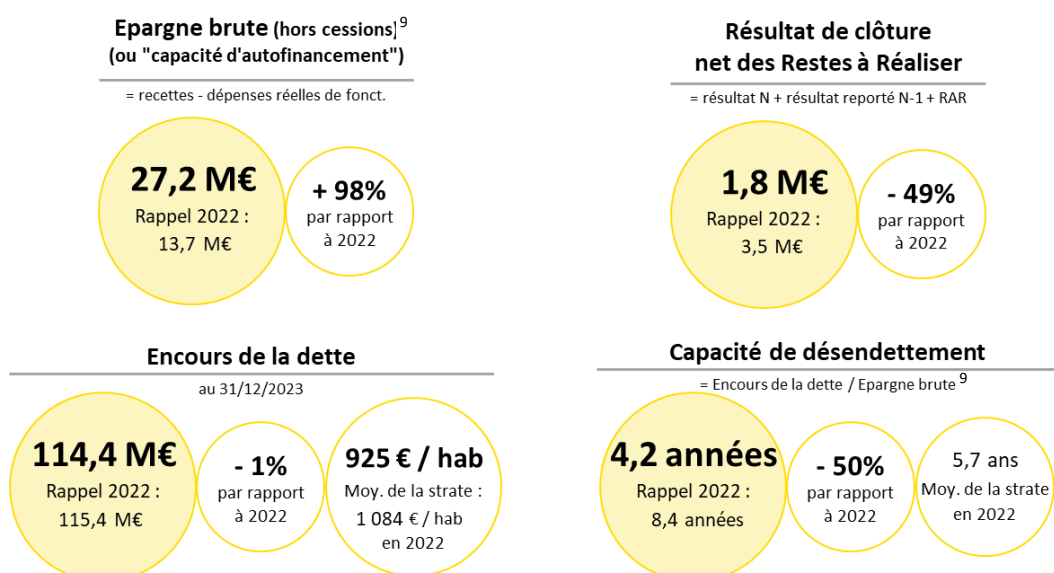 Epargne brute (hors cessions)⁹
(ou "capacité d'autofinancement")
= recettes - dépenses réelles de fonct.
27,2 M€
Rappel 2022 :
13,7 M€
+ 98%
par rapport
à 2022
Résultat de clôture
net des Restes à Réaliser
= résultat N + résultat reporté N-1 + RAR
1,8 M€
Rappel 2022 :
3,5 M€
- 49%
par rapport
à 2022
Encours de la dette
au 31/12/2023
114,4 M€
Rappel 2022 :
115,4 M€
- 1%
par rapport
à 2022
925 € / hab
Moy. de la strate :
1 084 € / hab
en 2022
Capacité de désendettement
= Encours de la dette / Epargne brute ⁹
4,2 années
Rappel 2022 :
8,4 années
- 50%
par rapport
à 2022
5,7 ans
Moy. de la strate
en 2022